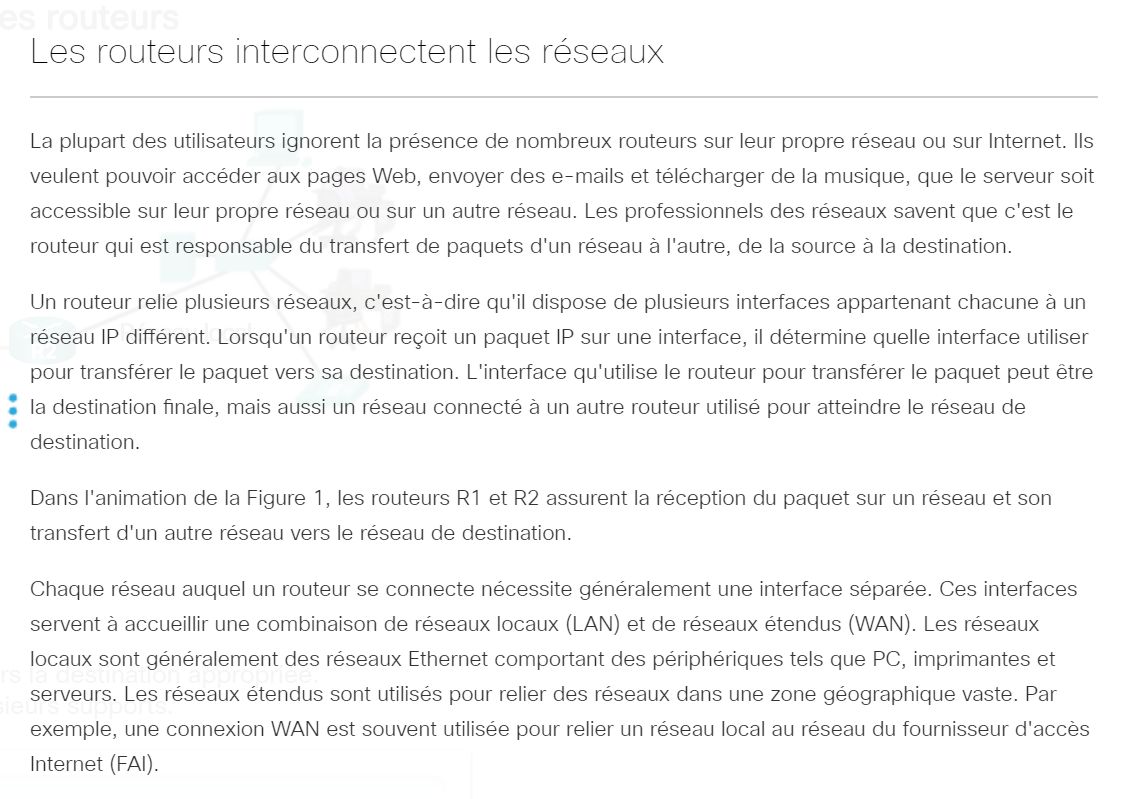 es routeurs
Les routeurs interconnectent les réseaux
La plupart des utilisateurs ignorent la présence de nombreux routeurs sur leur propre réseau ou sur Internet. Ils
veulent pouvoir accéder aux pages Web, envoyer des e-mails et télécharger de la musique, que le serveur soit
accessible sur leur propre réseau ou sur un autre réseau. Les professionnels des réseaux savent que c'est le
routeur qui est responsable du transfert de paquets d'un réseau à l'autre, de la source à la destination.
Un routeur relie plusieurs réseaux, c'est-à-dire qu'il dispose de plusieurs interfaces appartenant chacune à un
réseau IP différent. Lorsqu'un routeur reçoit un paquet IP sur une interface, il détermine quelle interface utiliser
R2
pour transférer le paquet vers sa destination. L'interface qu'utilise le routeur pour transférer le paquet peut être
la destination finale, mais aussi un réseau connecté à un autre routeur utilisé pour atteindre le réseau de
destination.
Dans l'animation de la Figure 1, les routeurs R1 et R2 assurent la réception du paquet sur un réseau et son
transfert d'un autre réseau vers le réseau de destination.
Chaque réseau auquel un routeur se connecte nécessite généralement une interface séparée. Ces interfaces
servent à accueillir une combinaison de réseaux locaux (LAN) et de réseaux étendus (WAN). Les réseaux
locaux sont généralement des réseaux Ethernet comportant des périphériques tels que PC, imprimantes et
rs la destination appropriée.
serveurs. Les réseaux étendus sont utilisés pour relier des réseaux dans une zone géographique vaste. Par
sieurs supports.
exemple, une connexion WAN est souvent utilisée pour relier un réseau local au réseau du fournisseur d'accès
Internet (FAI).